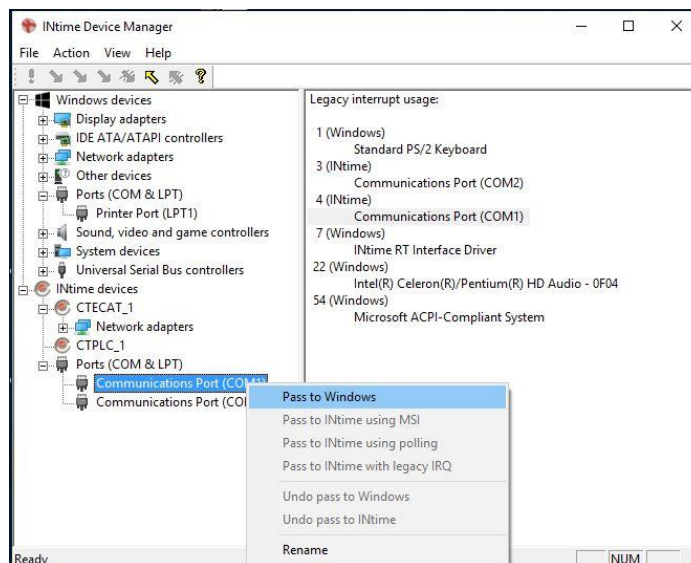 INtime Device Manager
File Action View Help
Windows devices
Display adapters
IDE ATA/ATAPI controllers
Network adapters
Other devices
Ports (COM & LPT)
Printer Port (LPT1)
Sound, video and game controllers
System devices
Universal Serial Bus controllers
INtime devices
CTECAT_1
Network adapters
CTPLC_1
Ports (COM & LPT)
Communications Port (COM1)
Communications Port (CO
Legacy interrupt usage:
1 (Windows)
Standard PS/2 Keyboard
3 (INtime)
Communications Port (COM2)
4 (INtime)
Communications Port (COM1)
7 (Windows)
INtime RT Interface Driver
22 (Windows)
Intel(R) Celeron(R)/Pentium(R) HD Audio - 0F04
54 (Windows)
Microsoft ACPI-Compliant System
Pass to Windows
Pass to INtime using MSI
Pass to INtime using polling
Pass to INtime with legacy IRQ
Undo pass to Windows
Undo pass to INtime
Rename
Ready
NUM